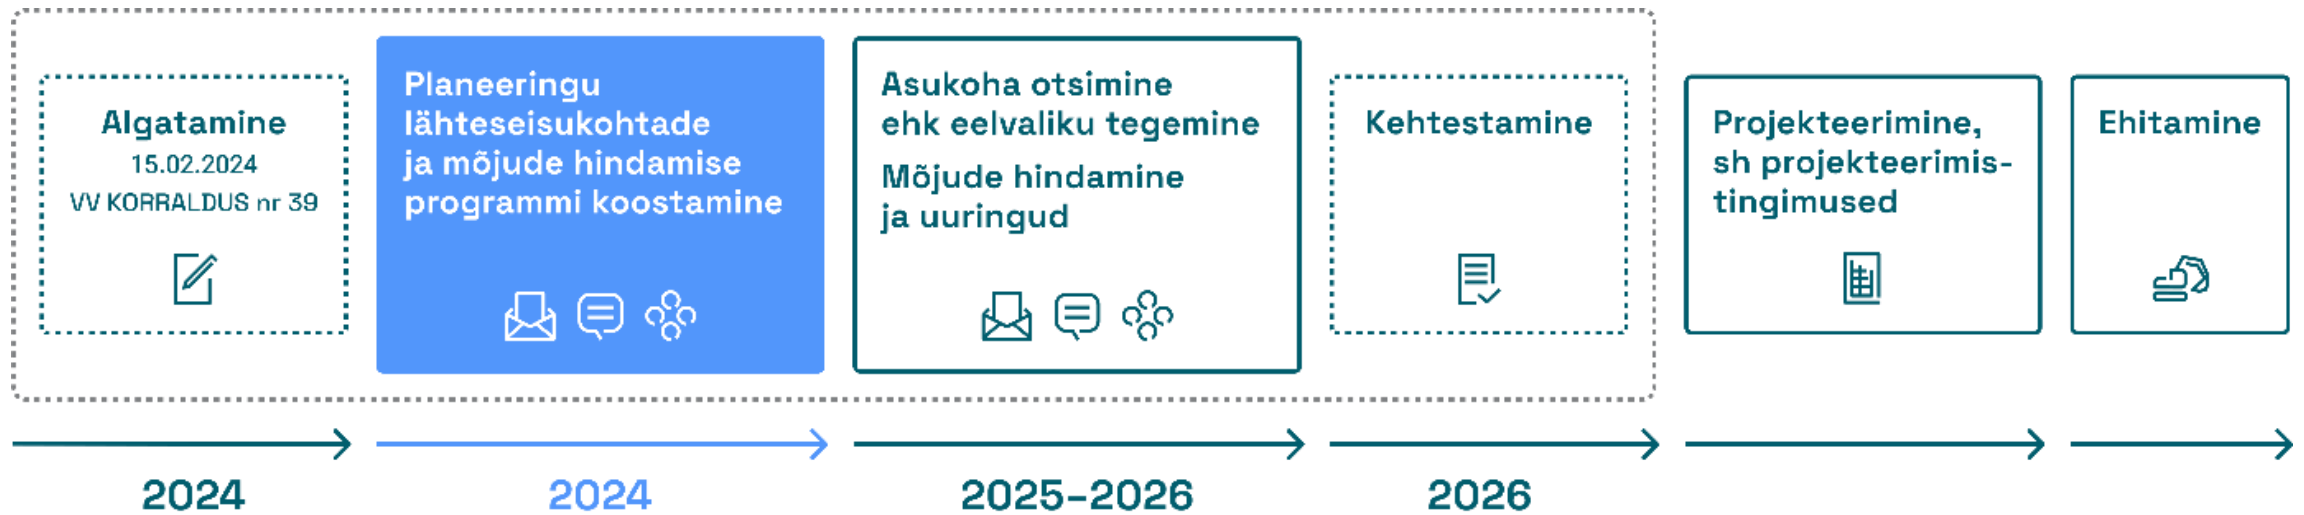 Algatamine
15.02.2024
VV KORRALDUS nr 39
Planeeringu
lähteseisukohtade
ja mõjude hindamise
programmi koostamine
Asukoha otsimine
ehk eelvaliku tegemine
Mõjude hindamine
ja uuringud
Kehtestamine
Projekteerimine,
sh projekteerimis-
tingimused
Ehitamine
2024
2024
2025–2026
2026